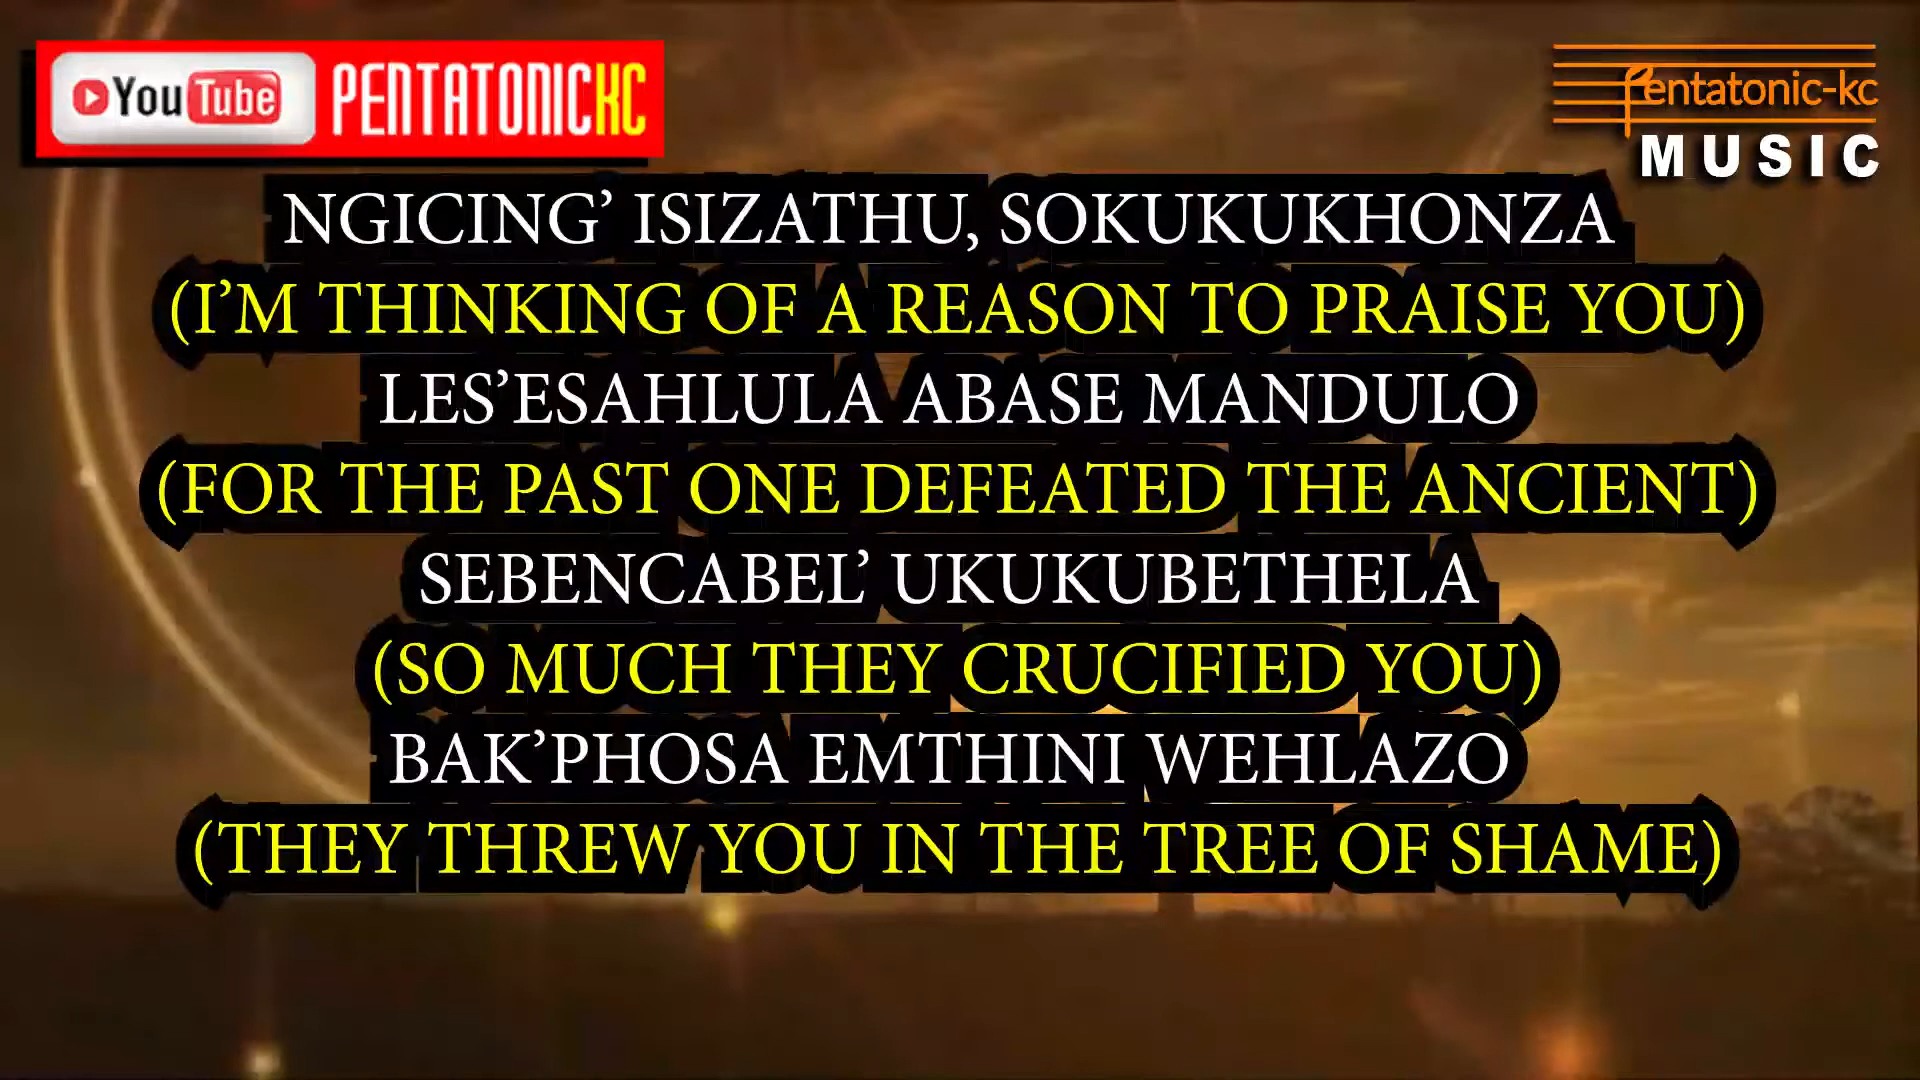 YouTube PENTATONICKC
Pentatonic-kc
MUSIC
NGICING’ ISIZATHU, SOKUKUKHONZA
(I’M THINKING OF A REASON TO PRAISE YOU)
LES’ESAHLULA ABASE MANDULO
(FOR THE PAST ONE DEFEATED THE ANCIENT)
SEBENCABEL’ UKUKUBETHELA
(SO MUCH THEY CRUCIFIED YOU)
BAK’PHOSA EMTHINI WEHLAZO
(THEY THREW YOU IN THE TREE OF SHAME)